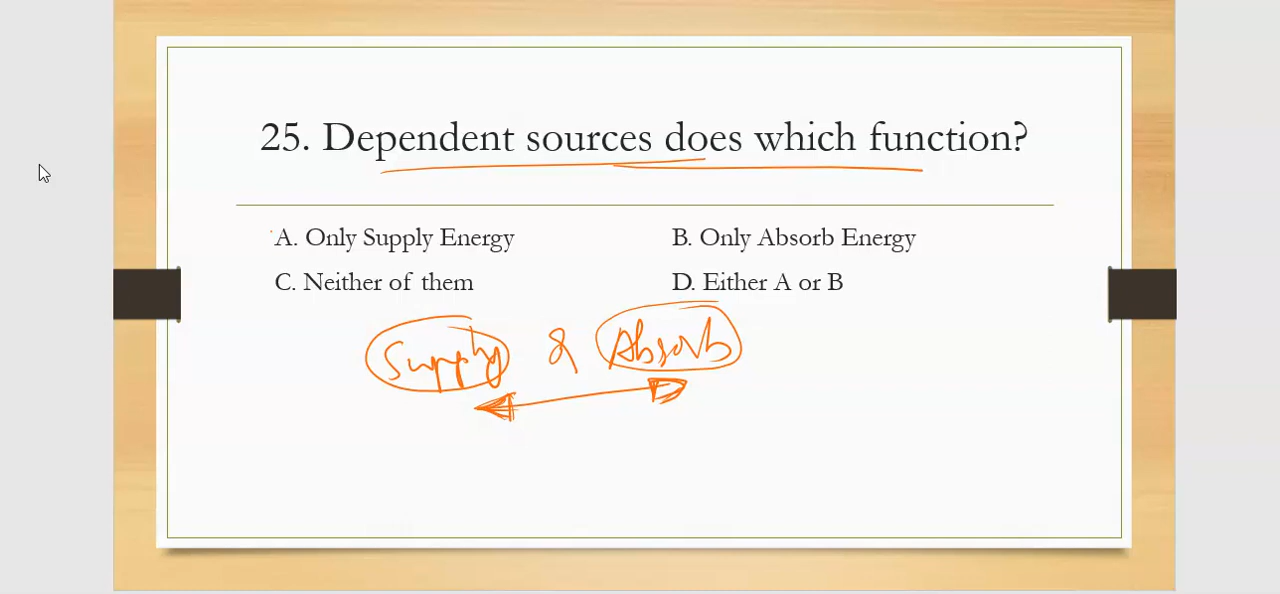 25. Dependent sources does which function?
A. Only Supply Energy
B. Only Absorb Energy
C. Neither of them
D. Either A or B
Supply & Absorb